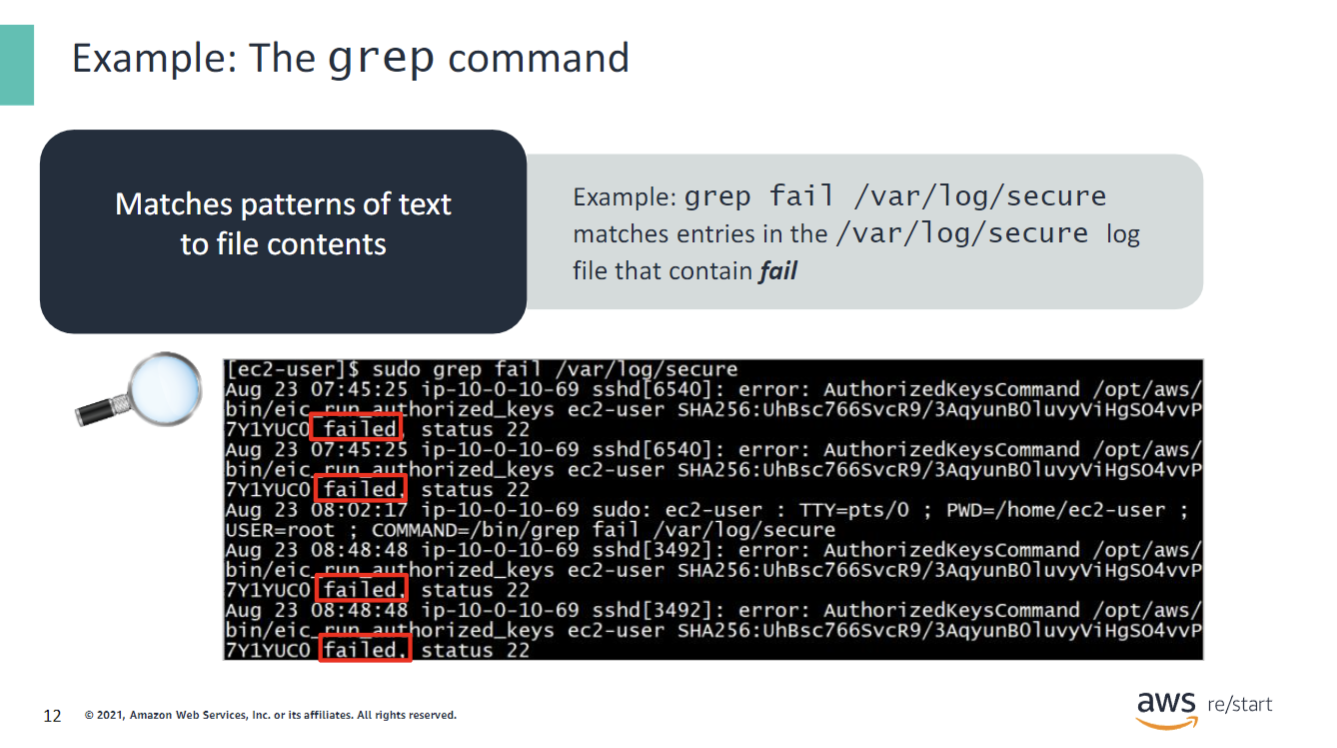 Example: The grep command
Matches patterns of text
to file contents
Example: grep fail /var/log/secure
matches entries in the /var/log/secure log
file that contain fail
[ec2-user]$ sudo grep fail /var/log/secure
Aug 23 07:45:25 ip-10-0-10-69 sshd[6540]: error: AuthorizedKeysCommand /opt/aws/
bin/eic_run_authorized_keys ec2-user SHA256:UhBsc766SvcR9/3AqyunB0luvyViHgSO4vvP
7Y1YUC0 failed, status 22
Aug 23 07:45:25 ip-10-0-10-69 sshd[6540]: error: AuthorizedKeysCommand /opt/aws/
bin/eic_run_authorized_keys ec2-user SHA256:UhBsc766SvcR9/3AqyunB0luvyViHgSO4vvP
7Y1YUC0 failed, status 22
Aug 23 08:02:17 ip-10-0-10-69 sudo: ec2-user : TTY=pts/0 ; PWD=/home/ec2-user ;
USER=root ; COMMAND=/bin/grep fail /var/log/secure
Aug 23 08:48:48 ip-10-0-10-69 sshd[3492]: error: AuthorizedKeysCommand /opt/aws/
bin/eic_run_authorized_keys ec2-user SHA256:UhBsc766SvcR9/3AqyunB0luvyViHgSO4vvP
7Y1YUC0 failed, status 22
Aug 23 08:48:48 ip-10-0-10-69 sshd[3492]: error: AuthorizedKeysCommand /opt/aws/
bin/eic_run_authorized_keys ec2-user SHA256:UhBsc766SvcR9/3AqyunB0luvyViHgSO4vvP
7Y1YUC0 failed, status 22
12 © 2021, Amazon Web Services, Inc. or its affiliates. All rights reserved.
aws re/start